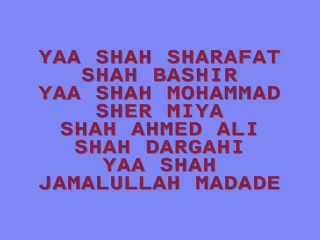 YAA SHAH SHARAFAT
SHAH BASHIR
YAA SHAH MOHAMMAD
SHER MIYA
SHAH AHMED ALI
SHAH DARGAHI
YAA SHAH
JAMALULLAH MADADE